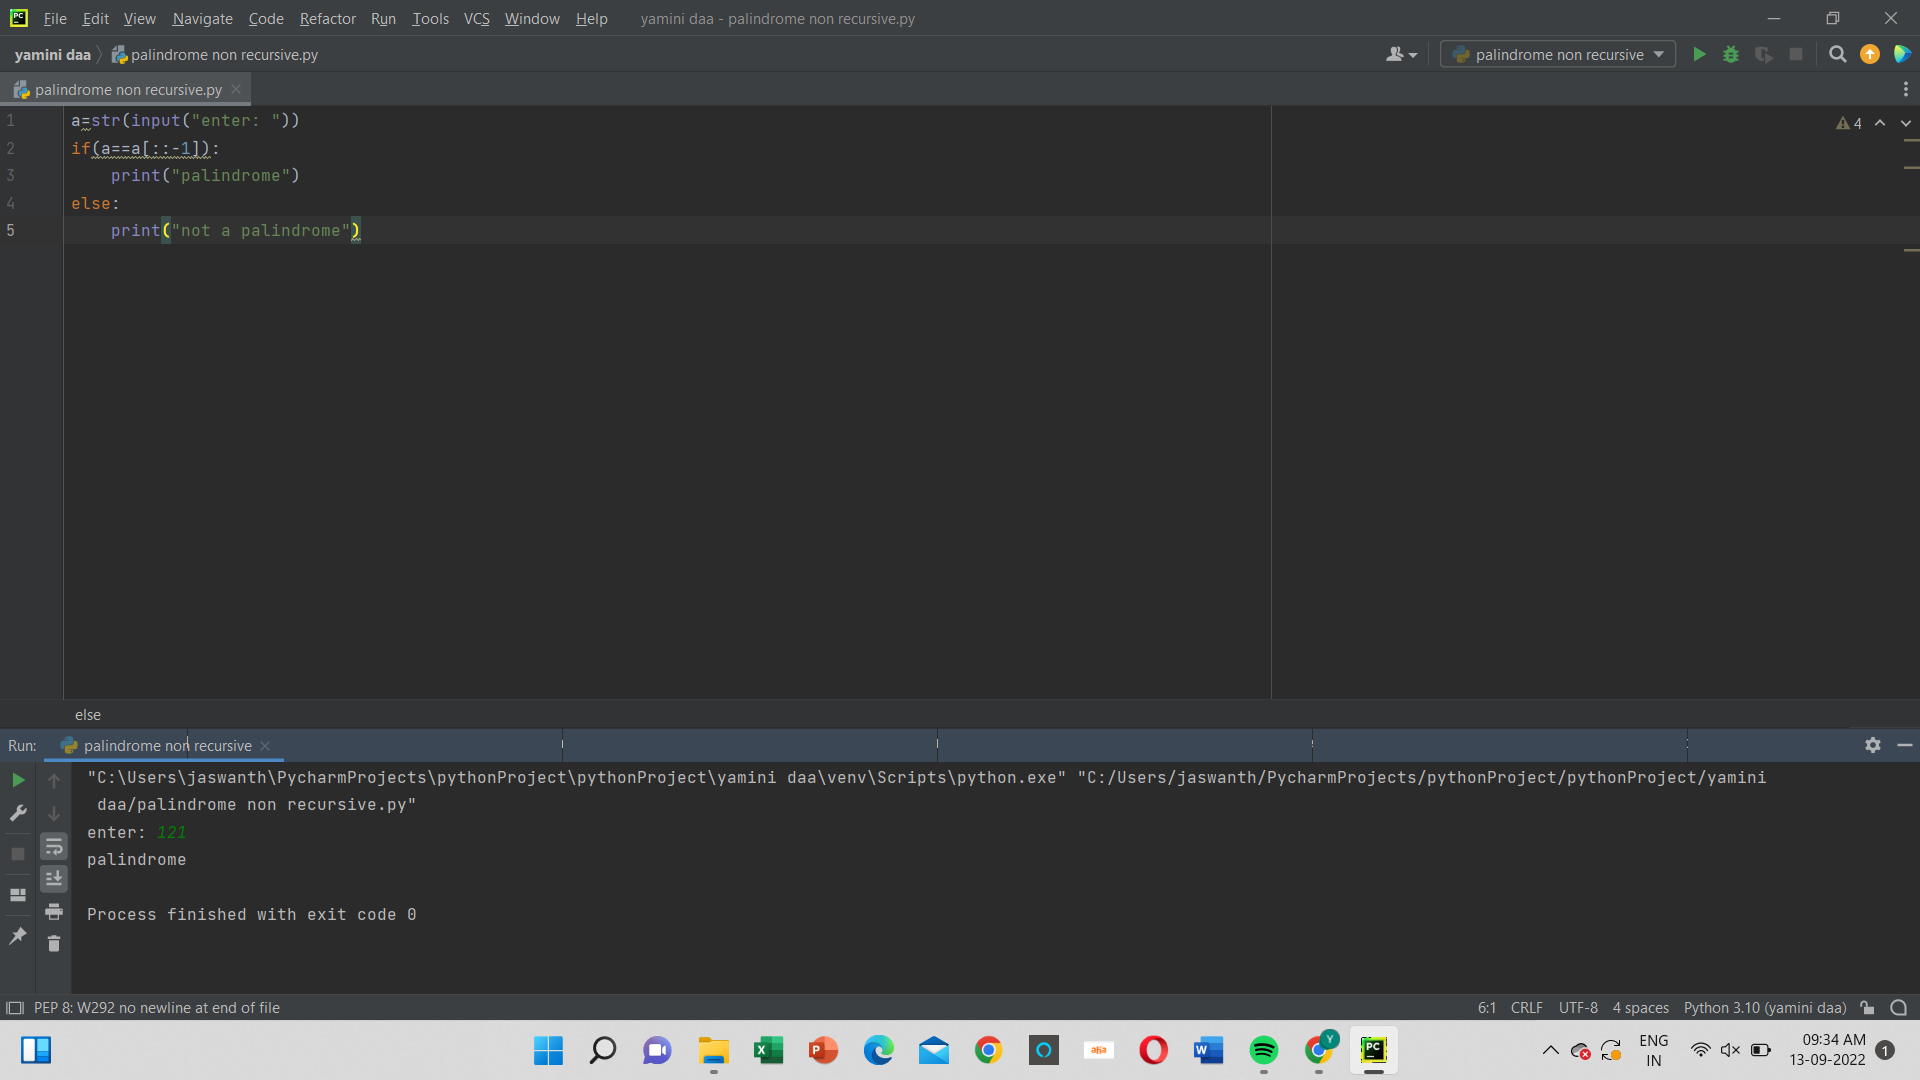 File Edit View Navigate Code Refactor Run Tools VCS Window Help yamini daa - palindrome non recursive.py
yamini daa palindrome non recursive.py palindrome non recursive
palindrome non recursive.py
1 a=str(input("enter: "))
2 if(a==a[::-1]):
3 print("palindrome")
4 else:
5 print("not a palindrome")
4
else
Run: palindrome non recursive
"C:\Users\jaswanth\PycharmProjects\pythonProject\pythonProject\yamini daa\venv\Scripts\python.exe" "C:/Users/jaswanth/PycharmProjects/pythonProject/pythonProject/yamini
daa/palindrome non recursive.py"
enter: 121
palindrome
Process finished with exit code 0
PEP 8: W292 no newline at end of file 6:1 CRLF UTF-8 4 spaces Python 3.10 (yamini daa)
ENG 09:34 AM
IN 13-09-2022 1